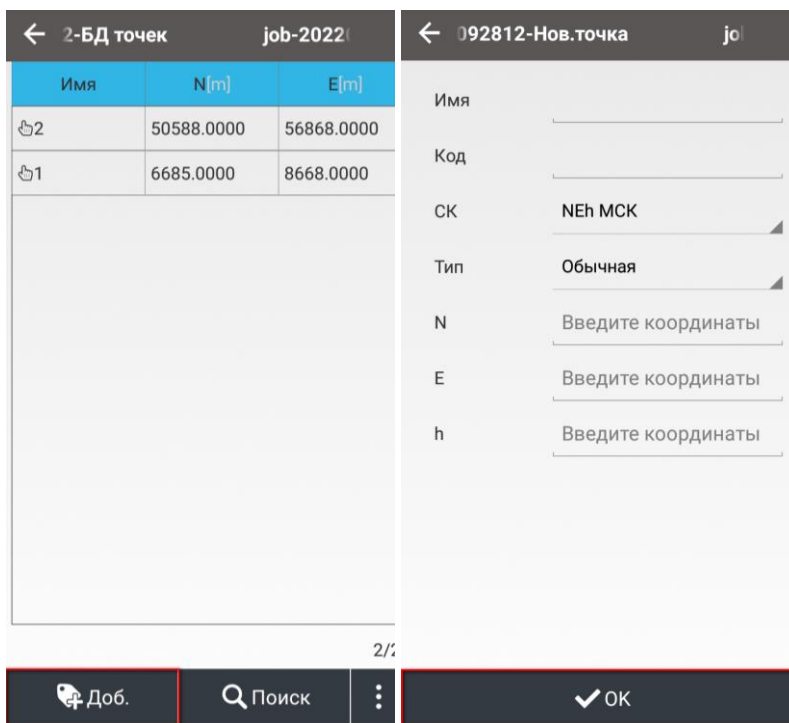 2-БД точек job-2022
Имя N[m] E[m]
2 50588.0000 56868.0000
1 6685.0000 8668.0000
2/2
Доб. Поиск
092812-Нов.точка jo
Имя
Код
СК NEh МСК
Тип Обычная
N Введите координаты
E Введите координаты
h Введите координаты
OK